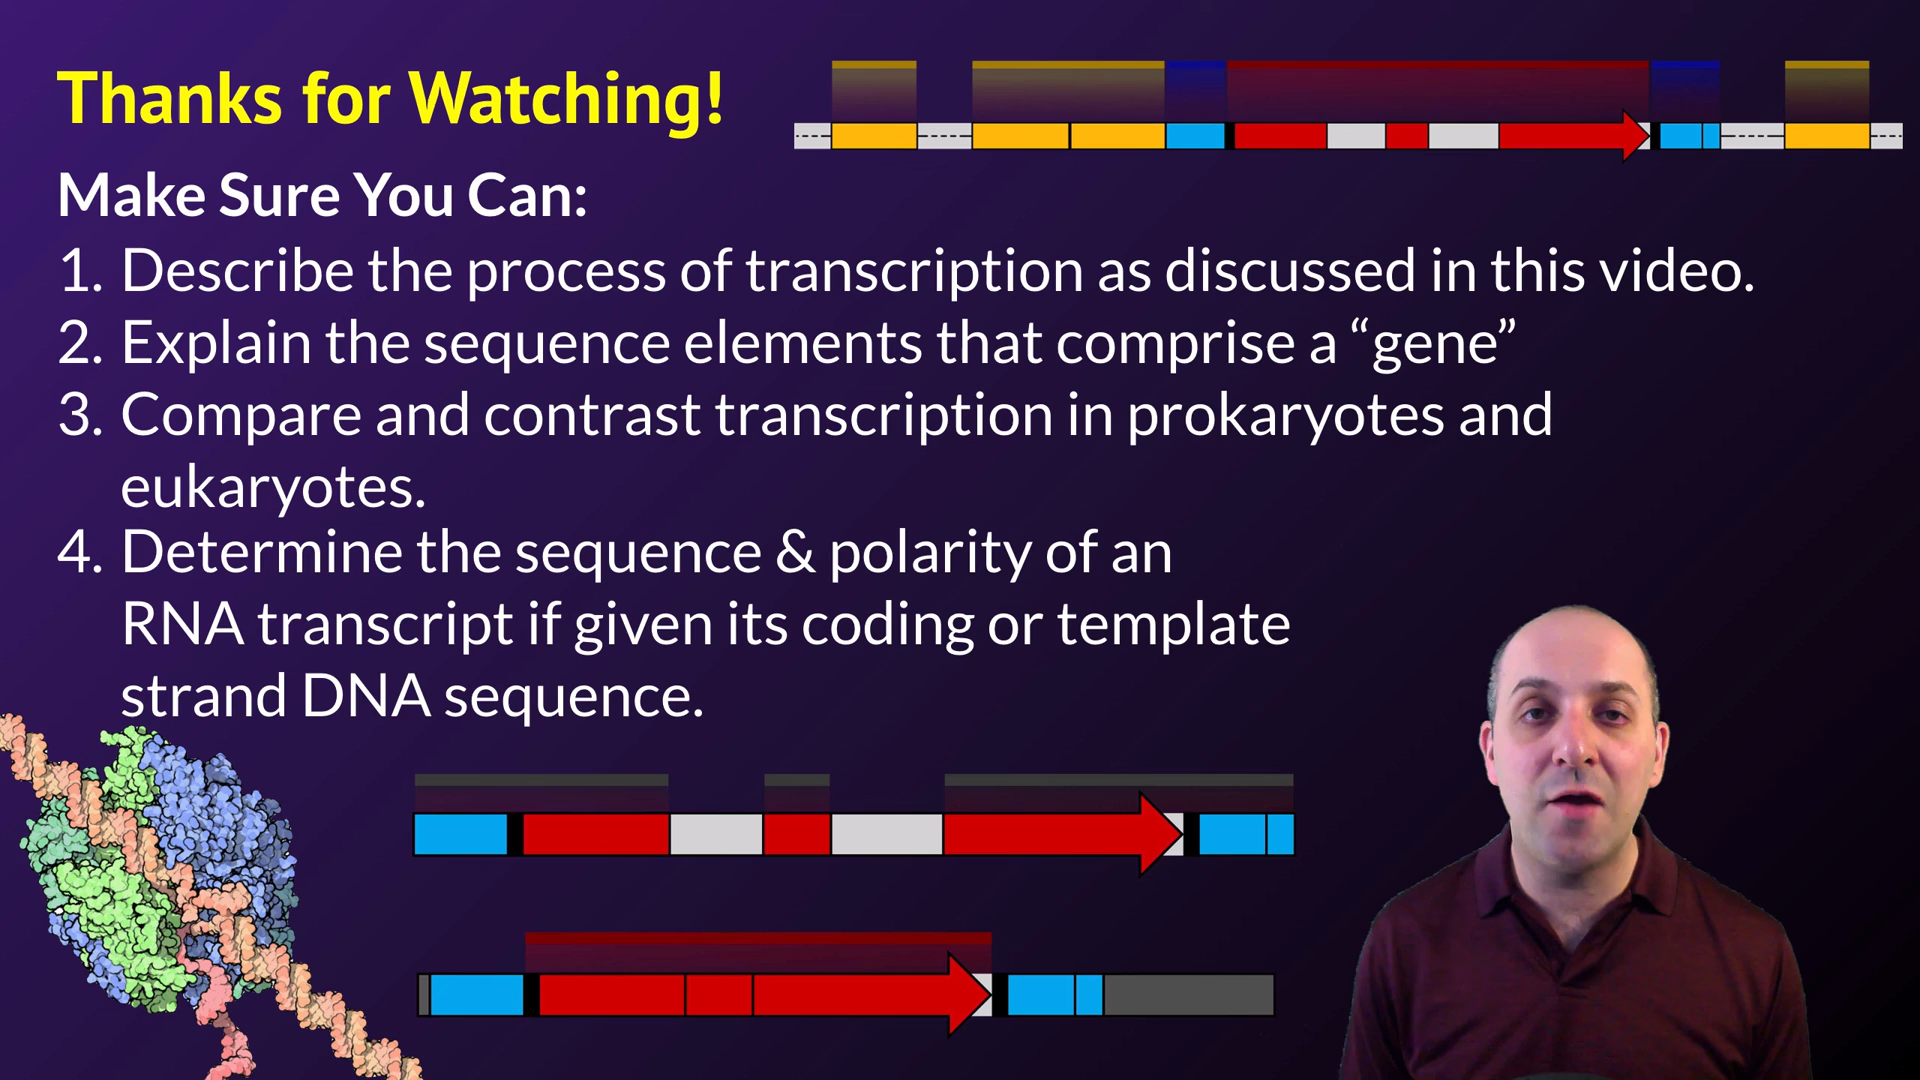 Thanks for Watching!
Make Sure You Can:
1. Describe the process of transcription as discussed in this video.
2. Explain the sequence elements that comprise a “gene”
3. Compare and contrast transcription in prokaryotes and
eukaryotes.
4. Determine the sequence & polarity of an
RNA transcript if given its coding or template
strand DNA sequence.